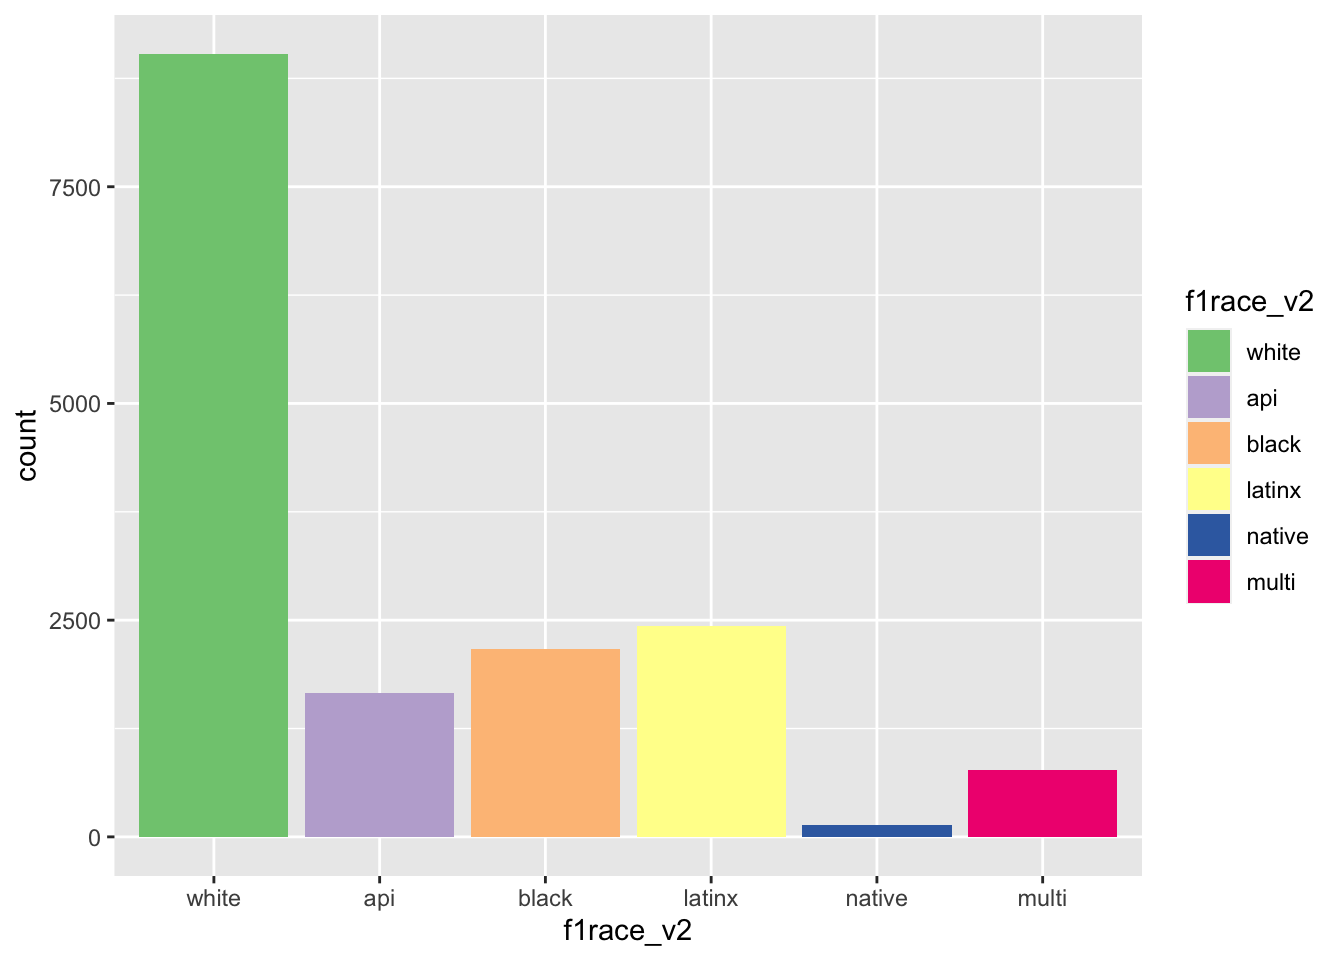 count
7500
5000
2500
0
white api black latinx native multi
f1race_v2
f1race_v2
white
api
black
latinx
native
multi